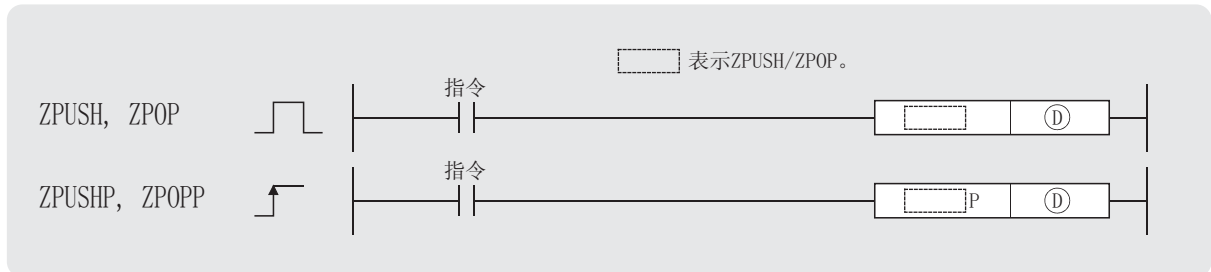 表示ZPUSH/ZPOP。
指令
ZPUSH, ZPOP
Ⓓ
指令
ZPUSHP, ZPOPP
P
Ⓓ